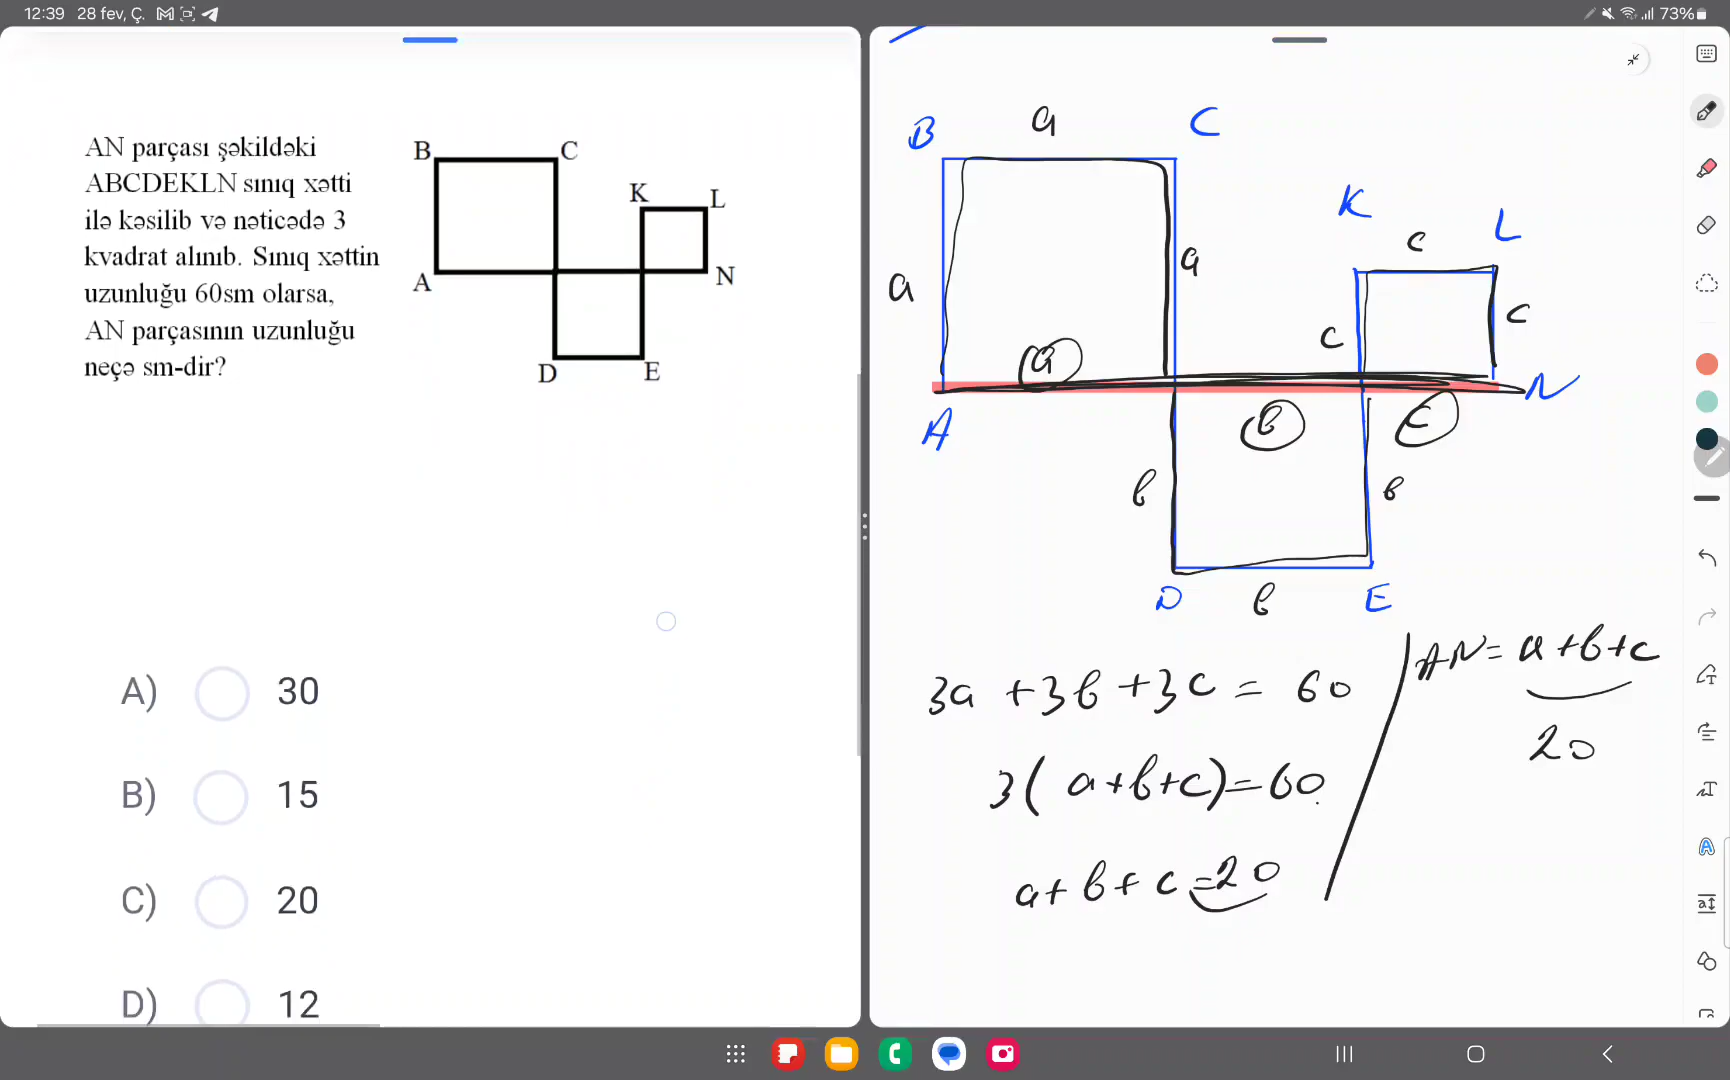 12:39 28 fev, Ç.
73%
AN parçası şəkildəki
ABCDEKLN sınıq xətti
ilə kəsilib və nəticədə 3
kvadrat alınıb. Sınıq xəttin
uzunluğu 60sm olarsa,
AN parçasının uzunluğu
neçə sm-dir?
B
C
K
L
A
N
D
E
A) 30
B) 15
C) 20
D) 12
B a C
K
L
a
a
c
c
c
a
A
N
b
c
b
b
D b E
3a + 3b + 3c = 60
3(a+b+c)=60.
a+b+c=20
AN= a+b+c
20